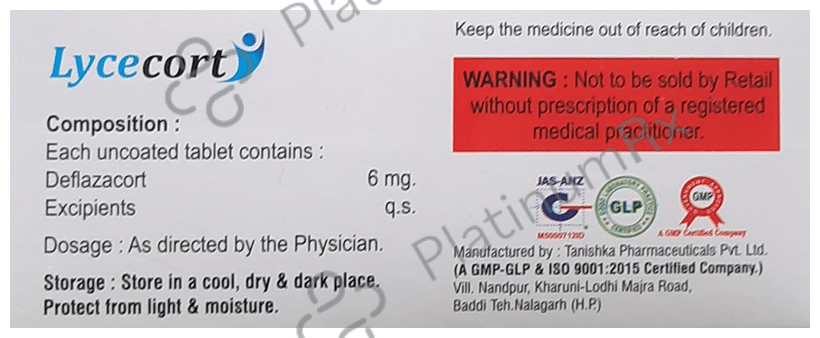 Lycecort
Composition :
Each uncoated tablet contains :
Deflazacort 6 mg.
Excipients q.s.
Dosage : As directed by the Physician.
Storage : Store in a cool, dry & dark place.
Protect from light & moisture.
Keep the medicine out of reach of children.
WARNING : Not to be sold by Retail
without prescription of a registered
medical practitioner.
JAS-ANZ
C
M5000712IO
GLP
GMP
A GMP Certified Company
Manufactured by : Tanishka Pharmaceuticals Pvt. Ltd.
(A GMP-GLP & ISO 9001:2015 Certified Company.)
Vill. Nandpur, Kharuni-Lodhi Majra Road,
Baddi Teh.Nalagarh (H.P.)
PlatinumRx
PlatinumRx